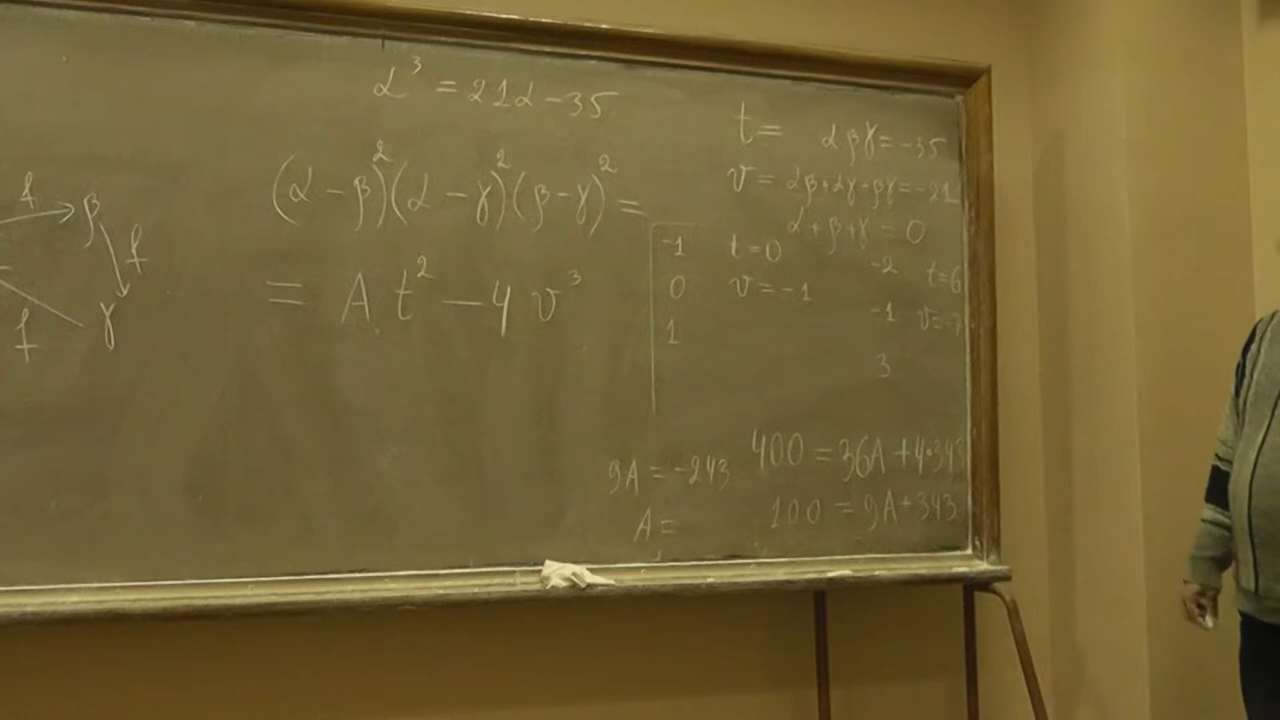 α³ = 21α - 35
(α - β)²(α - γ)²(β - γ)² =
= A t² - 4 v³
f
β
f
γ
f
t = αβγ = -35
v = αβ+αγ+βγ = -21
α+β+γ = 0
-1 t=0
0 v=-1
1
-2 t=6
-1 v=-7
3
400 = 36A + 4·343
100 = 9A + 343
9A = -243
A =